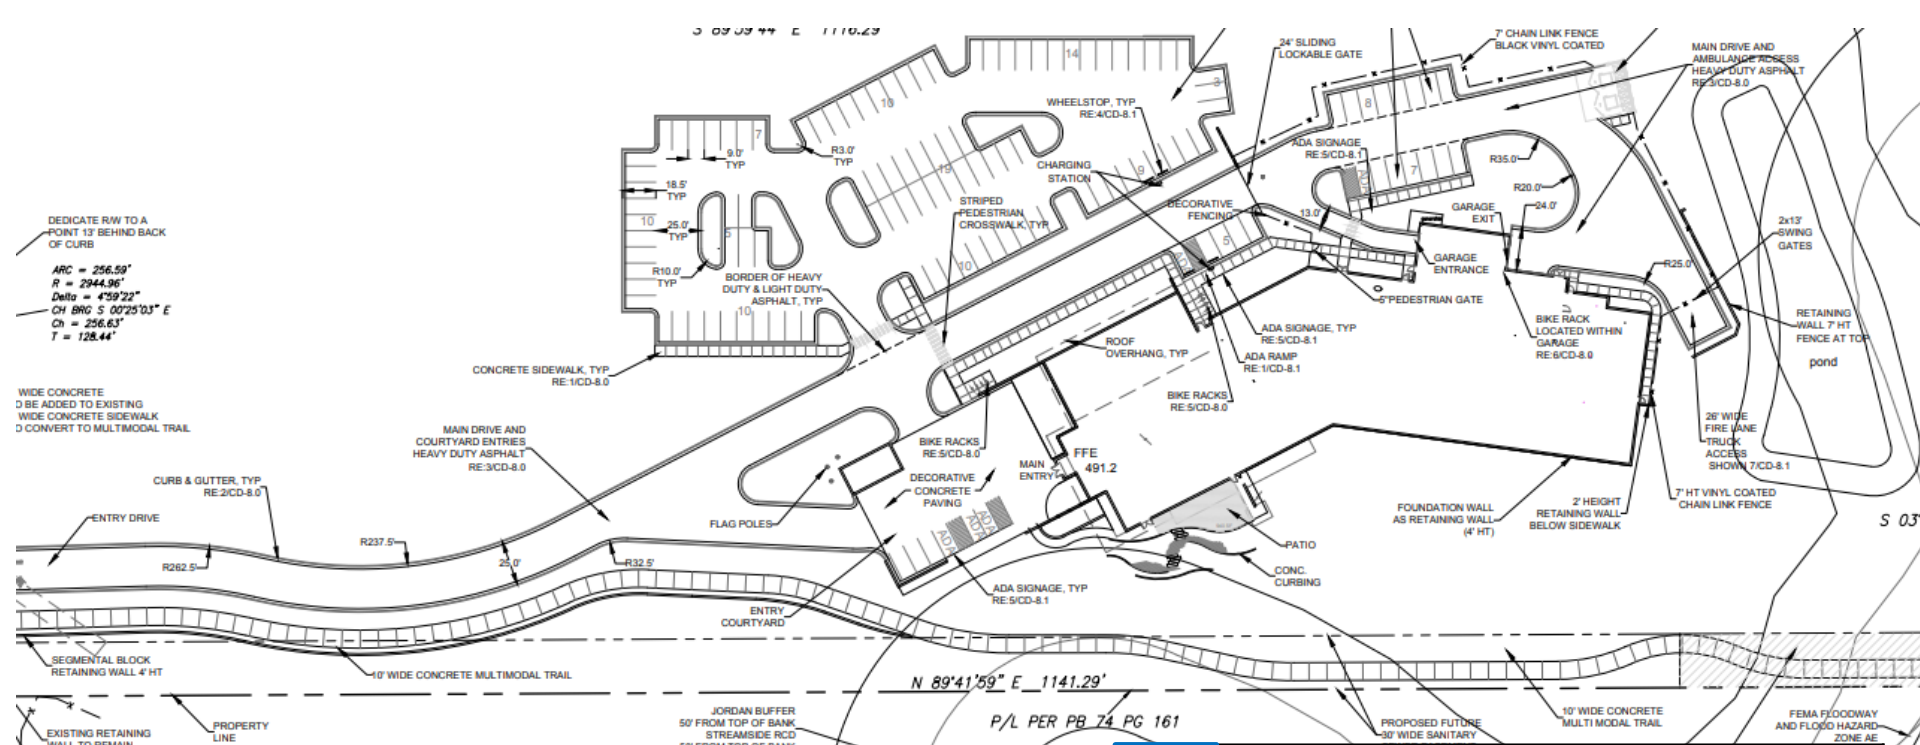 S 89°59'44" E 1116.29'
14
10
3
7
9.0'
TYP
R3.0'
TYP
18.5'
TYP
10
25.0'
TYP
5
R10.0'
TYP
10
19
10
9
WHEELSTOP, TYP
RE:4/CD-8.1
CHARGING
STATION
STRIPED
PEDESTRIAN
CROSSWALK, TYP
BORDER OF HEAVY
DUTY & LIGHT DUTY
ASPHALT, TYP
24' SLIDING
LOCKABLE GATE
7' CHAIN LINK FENCE
BLACK VINYL COATED
MAIN DRIVE AND
AMBULANCE ACCESS
HEAVY DUTY ASPHALT
RE:3/CD-8.0
8
7
ADA SIGNAGE
RE:5/CD-8.1
ADA
R35.0'
R20.0'
24.0'
GARAGE
EXIT
DECORATIVE
FENCING
13.0'
5
ADA
GARAGE
ENTRANCE
5' PEDESTRIAN GATE
R25.0'
2x13'
SWING
GATES
RETAINING
WALL 7' HT
FENCE AT TOP
pond
BIKE RACK
LOCATED WITHIN
GARAGE
RE:6/CD-8.0
ADA SIGNAGE, TYP
RE:5/CD-8.1
ADA RAMP
RE:1/CD-8.1
BIKE RACKS
RE:5/CD-8.0
ROOF
OVERHANG, TYP
26' WIDE
FIRE LANE
TRUCK
ACCESS
SHOWN 7/CD-8.1
7' HT VINYL COATED
CHAIN LINK FENCE
2' HEIGHT
RETAINING WALL
BELOW SIDEWALK
FOUNDATION WALL
AS RETAINING WALL
(4' HT)
S 03°
DEDICATE R/W TO A
POINT 13' BEHIND BACK
OF CURB
ARC = 256.59'
R = 2944.96'
Delta = 4°59'22"
CH BRG S 00°25'03" E
Ch = 256.63'
T = 128.44'
WIDE CONCRETE
O BE ADDED TO EXISTING
WIDE CONCRETE SIDEWALK
O CONVERT TO MULTIMODAL TRAIL
CONCRETE SIDEWALK, TYP
RE:1/CD-8.0
MAIN DRIVE AND
COURTYARD ENTRIES
HEAVY DUTY ASPHALT
RE:3/CD-8.0
CURB & GUTTER, TYP
RE:2/CD-8.0
ENTRY DRIVE
R262.5'
R237.5'
25.0'
R32.5'
FLAG POLES
BIKE RACKS
RE:5/CD-8.0
DECORATIVE
CONCRETE
PAVING
MAIN
ENTRY
FFE
491.2
ADA
ADA
ADA
PATIO
CONC.
CURBING
ADA SIGNAGE, TYP
RE:5/CD-8.1
ENTRY
COURTYARD
SEGMENTAL BLOCK
RETAINING WALL 4' HT
10' WIDE CONCRETE MULTIMODAL TRAIL
N 89°41'59" E 1141.29'
P/L PER PB 74 PG 161
EXISTING RETAINING
WALL TO REMAIN
PROPERTY
LINE
JORDAN BUFFER
50' FROM TOP OF BANK
STREAMSIDE RCD
50' FROM TOP OF BANK
PROPOSED FUTURE
30' WIDE SANITARY
10' WIDE CONCRETE
MULTI MODAL TRAIL
FEMA FLOODWAY
AND FLOOD HAZARD
ZONE AE